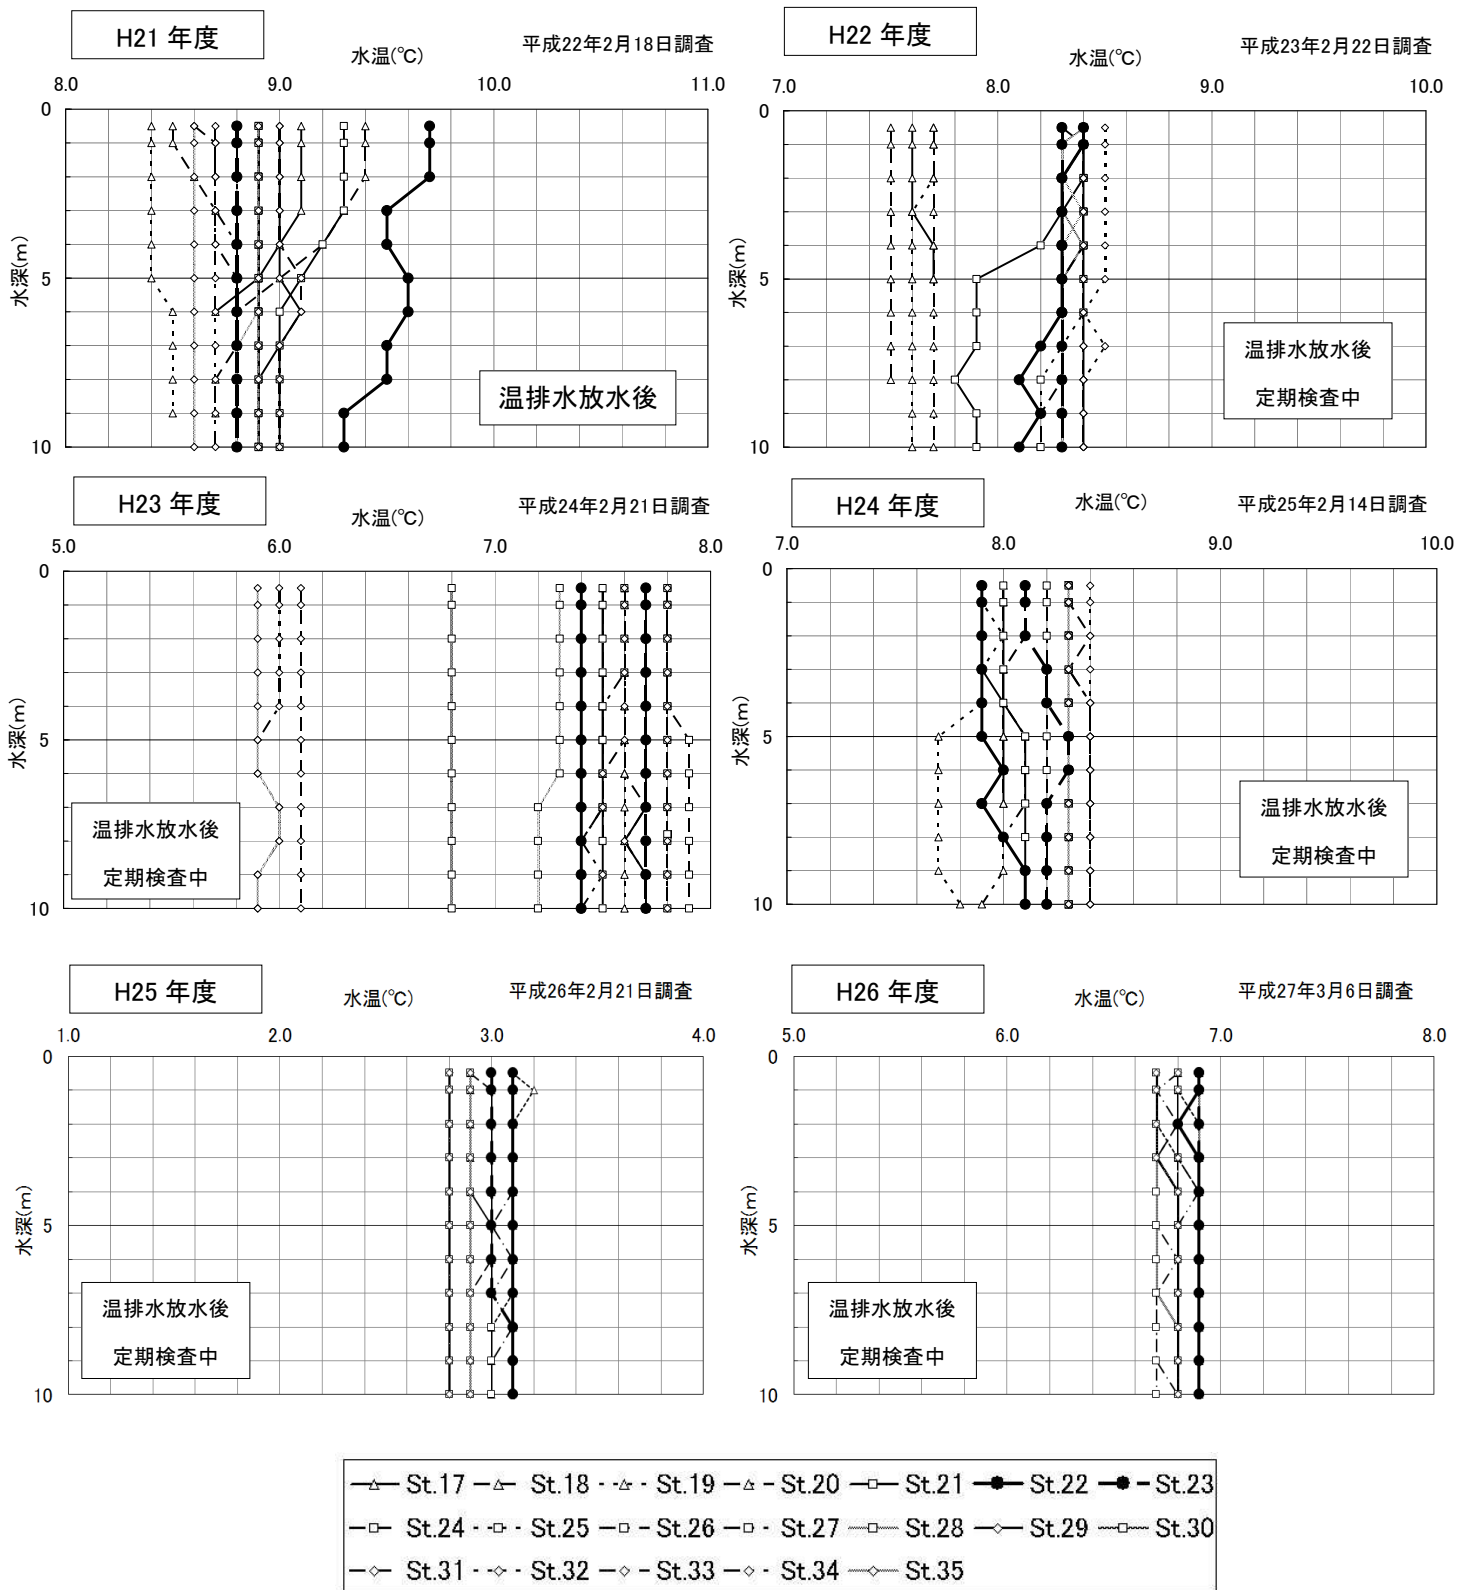 H21 年度
水温(℃)
平成22年2月18日調査
8.0 9.0 10.0 11.0
0
5
10
水深(m)
温排水放水後
H22 年度
水温(℃)
平成23年2月22日調査
7.0 8.0 9.0 10.0
0
5
10
水深(m)
温排水放水後
定期検査中
H23 年度
水温(℃)
平成24年2月21日調査
5.0 6.0 7.0 8.0
0
5
10
水深(m)
温排水放水後
定期検査中
H24 年度
水温(℃)
平成25年2月14日調査
7.0 8.0 9.0 10.0
0
5
10
水深(m)
温排水放水後
定期検査中
H25 年度
水温(℃)
平成26年2月21日調査
1.0 2.0 3.0 4.0
0
5
10
水深(m)
温排水放水後
定期検査中
H26 年度
水温(℃)
平成27年3月6日調査
5.0 6.0 7.0 8.0
0
5
10
水深(m)
温排水放水後
定期検査中
St.17 St.18 St.19 St.20 St.21 St.22 St.23
St.24 St.25 St.26 St.27 St.28 St.29 St.30
St.31 St.32 St.33 St.34 St.35